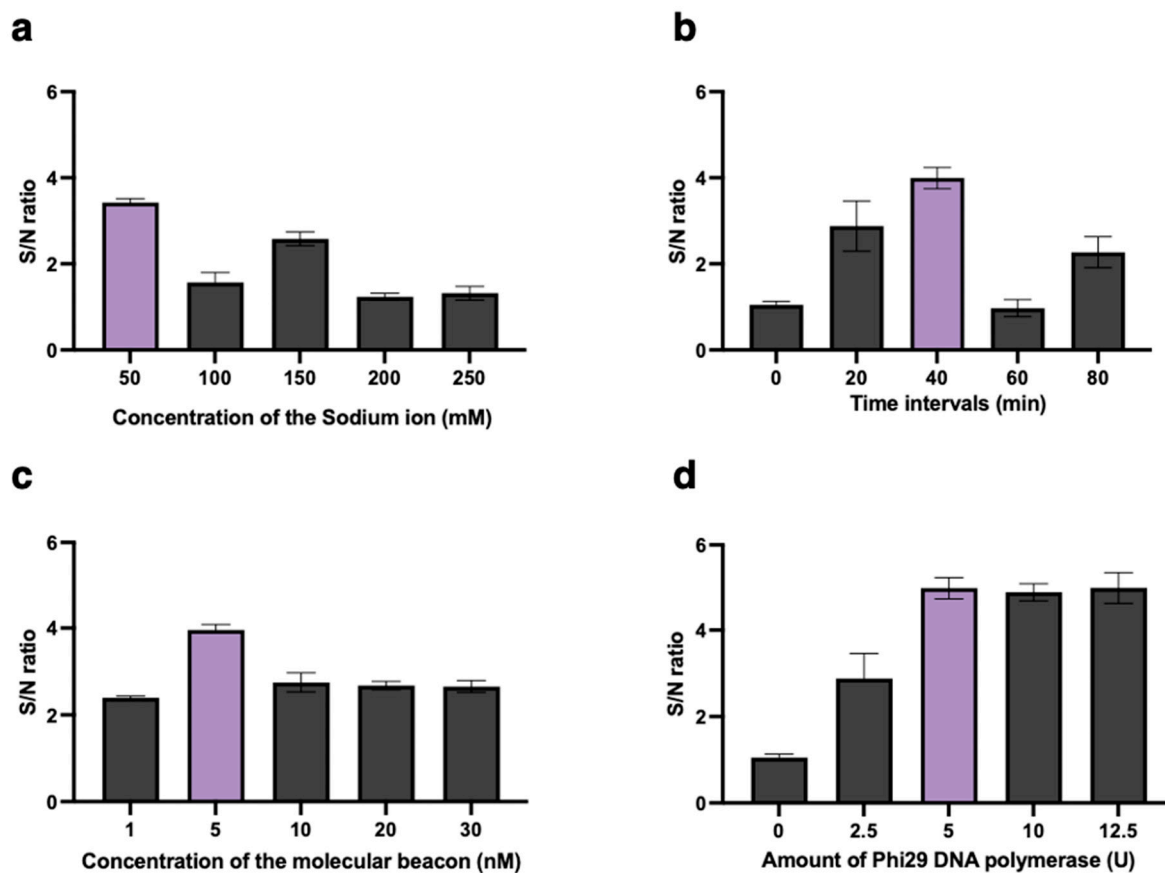 a
S/N ratio
6
4
2
0
50 100 150 200 250
Concentration of the Sodium ion (mM)
b
S/N ratio
6
4
2
0
0 20 40 60 80
Time intervals (min)
c
S/N ratio
6
4
2
0
1 5 10 20 30
Concentration of the molecular beacon (nM)
d
S/N ratio
6
4
2
0
0 2.5 5 10 12.5
Amount of Phi29 DNA polymerase (U)